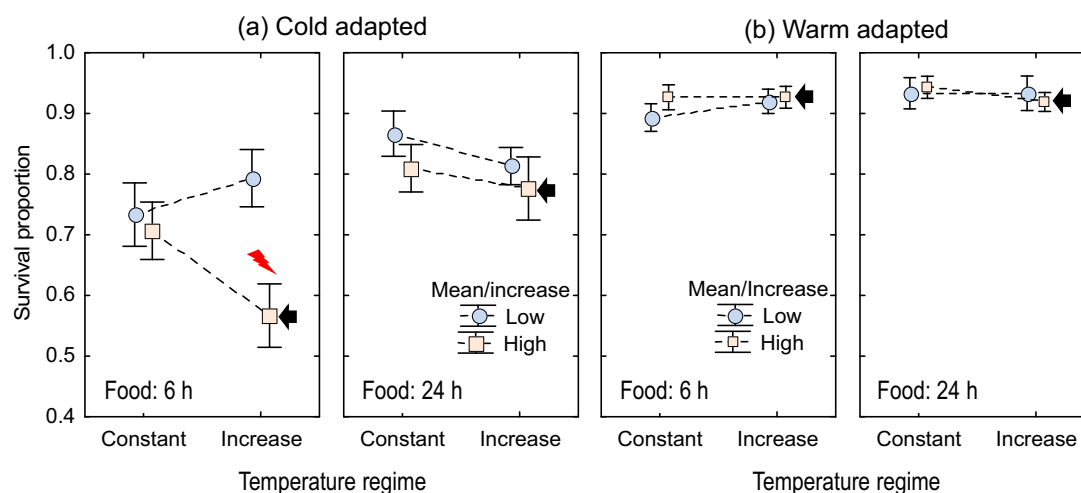 (a) Cold adapted
(b) Warm adapted
Survival proportion
1.0
0.9
0.8
0.7
0.6
0.5
0.4
Mean/increase
Low
High
Mean/Increase
Low
High
Food: 6 h
Food: 24 h
Food: 6 h
Food: 24 h
Constant Increase Constant Increase Constant Increase Constant Increase
Temperature regime
Temperature regime